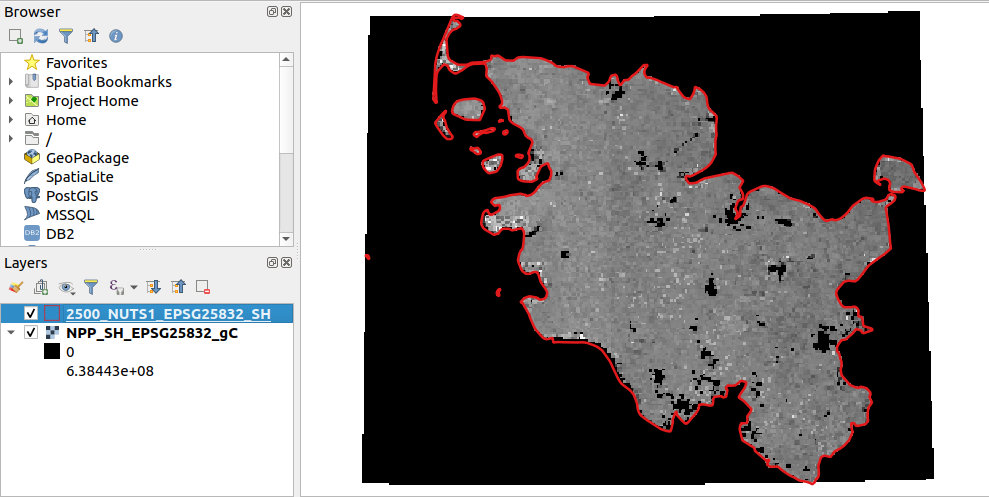 Browser
Favorites
Spatial Bookmarks
Project Home
Home
/
GeoPackage
SpatiaLite
PostGIS
MSSQL
DB2
DB2
Layers
2500_NUTS1_EPSG25832_SH
NPP_SH_EPSG25832_gC
0
6.38443e+08